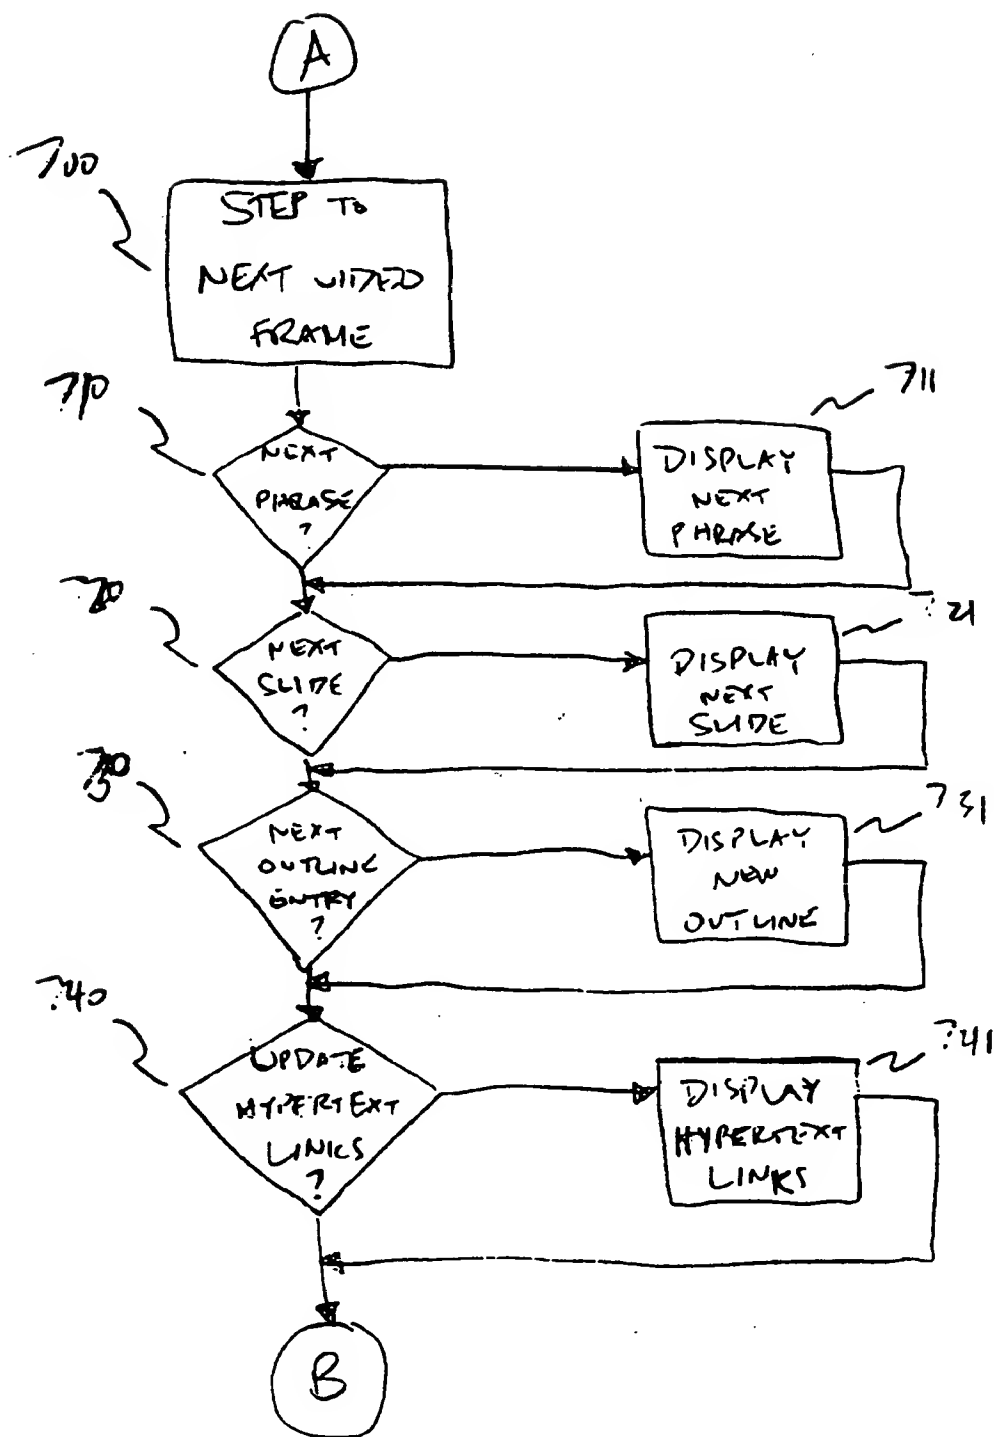 A
700
STEP TO
NEXT VIDEO
FRAME
710
NEXT
PHRASE
?
711
DISPLAY
NEXT
PHRASE
720
NEXT
SLIDE
?
721
DISPLAY
NEXT
SLIDE
730
NEXT
OUTLINE
ENTRY
?
731
DISPLAY
NEW
OUTLINE
740
UPDATE
HYPERTEXT
LINKS
?
741
DISPLAY
HYPERTEXT
LINKS
B